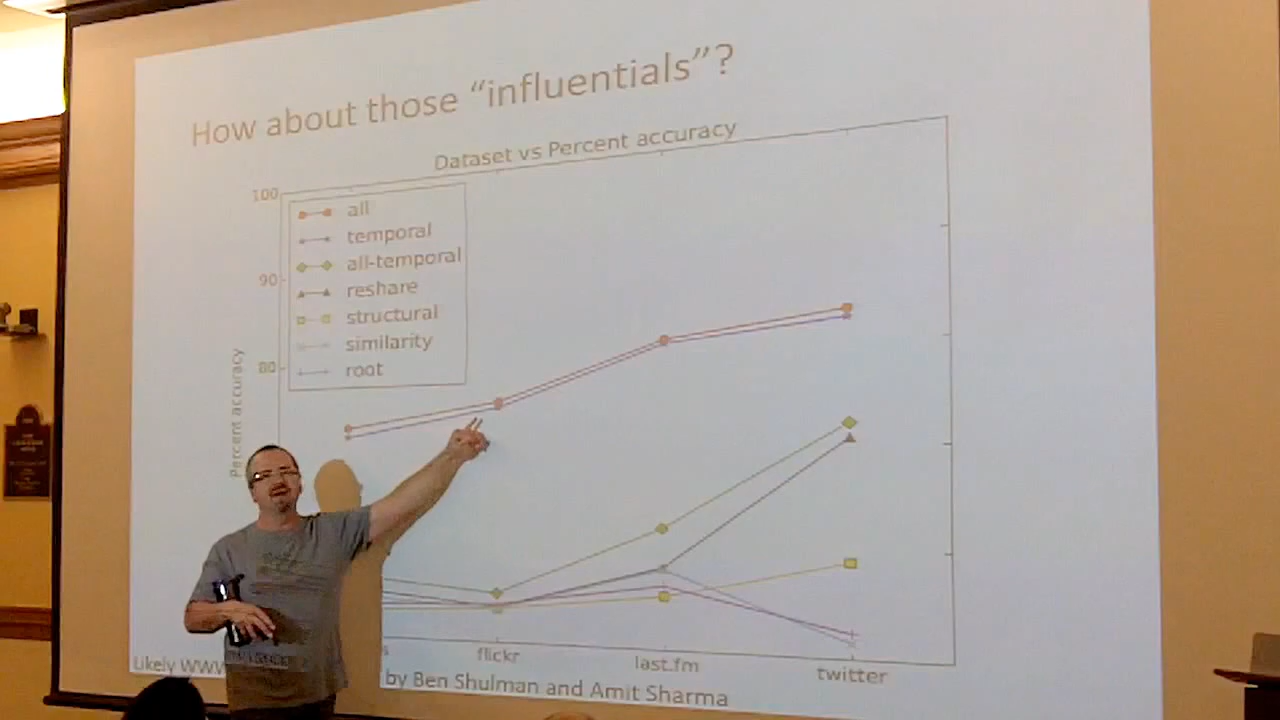 How about those “influentials”?
Dataset vs Percent accuracy
100
90
80
Percent accuracy
all
temporal
all-temporal
reshare
structural
similarity
root
s
flickr
last.fm
twitter
Likely WWW
by Ben Shulman and Amit Sharma